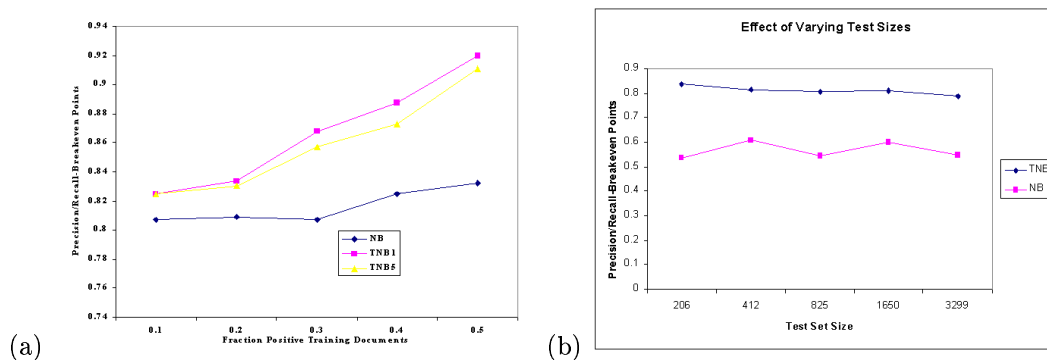 0.94
0.92
0.9
0.88
0.86
0.84
0.82
0.8
0.78
0.76
0.74
Precision/Recall-Breakeven Points
NB
TNB1
TNB5
0.1 0.2 0.3 0.4 0.5
Fraction Positive Training Documents
(a)
Effect of Varying Test Sizes
0.9
0.8
0.7
0.6
0.5
0.4
0.3
0.2
0.1
0
Precision/Recall-Breakeven Points
TNB
NB
206 412 825 1650 3299
Test Set Size
(b)